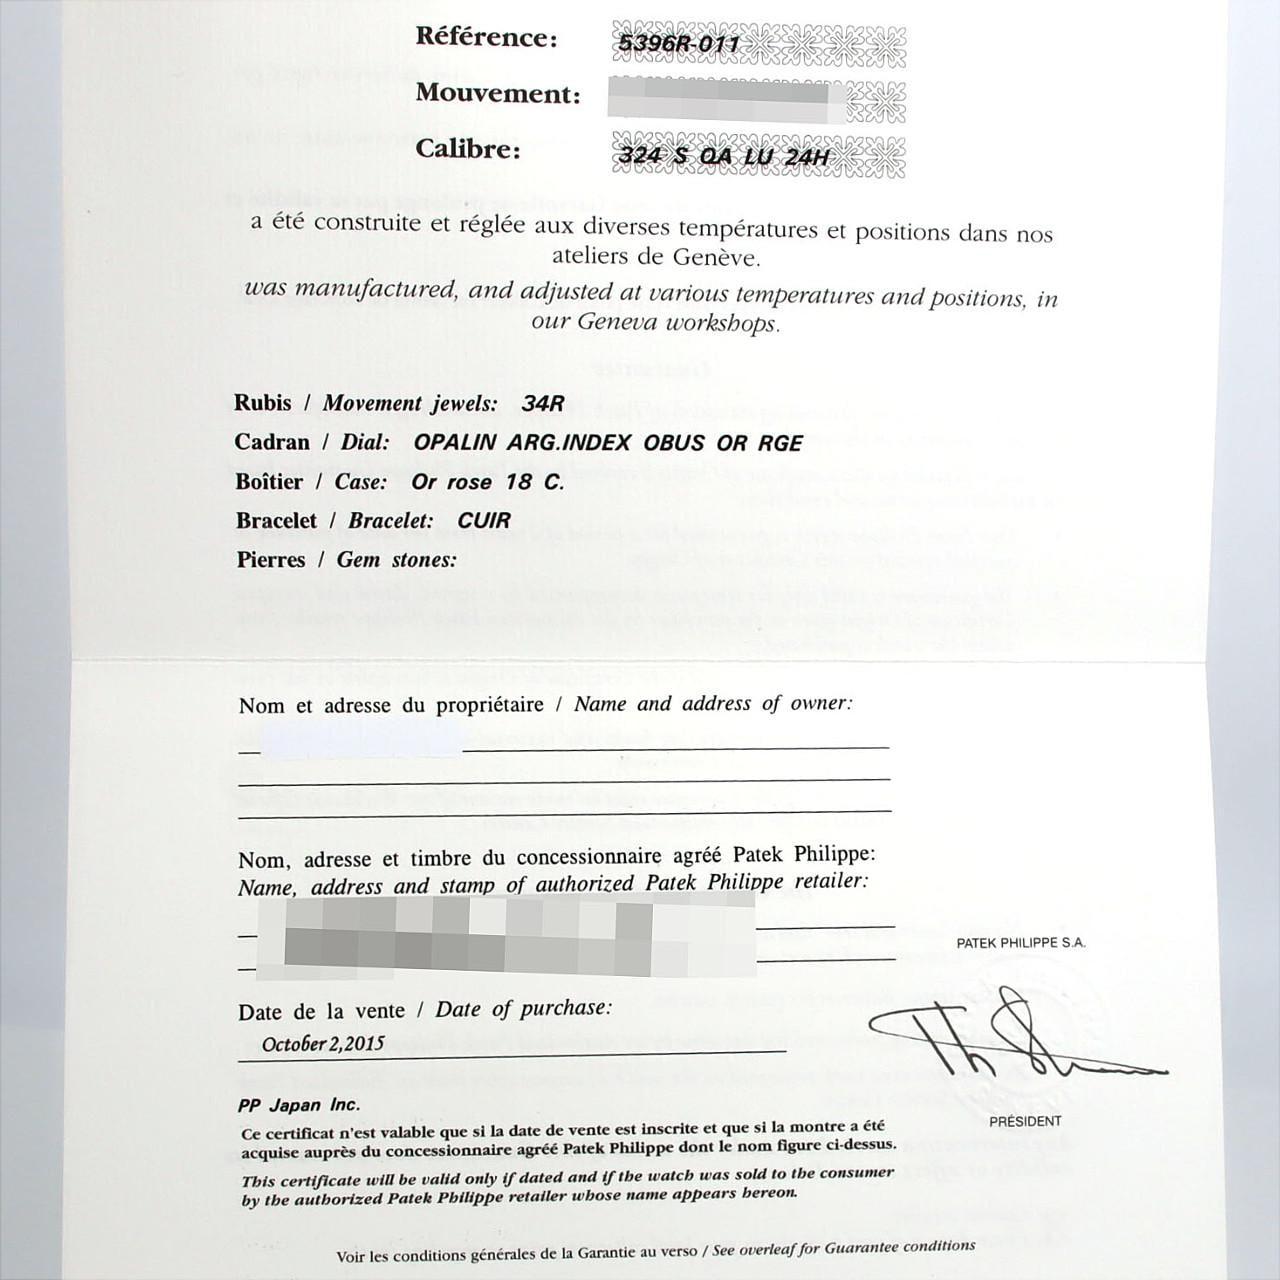 Référence: 5396R-011
Mouvement:
Calibre: 324 S QA LU 24H
a été construite et réglée aux diverses températures et positions dans nos
ateliers de Genève.
was manufactured, and adjusted at various temperatures and positions, in
our Geneva workshops.
Rubis / Movement jewels: 34R
Cadran / Dial: OPALIN ARG.INDEX OBUS OR RGE
Boîtier / Case: Or rose 18 C.
Bracelet / Bracelet: CUIR
Pierres / Gem stones:
Nom et adresse du propriétaire / Name and address of owner:
Nom, adresse et timbre du concessionnaire agréé Patek Philippe:
Name, address and stamp of authorized Patek Philippe retailer:
PATEK PHILIPPE S.A.
Date de la vente / Date of purchase:
October 2,2015
PP Japan Inc.
PRÉSIDENT
Ce certificat n'est valable que si la date de vente est inscrite et que si la montre a été
acquise auprès du concessionnaire agréé Patek Philippe dont le nom figure ci-dessus.
This certificate will be valid only if dated and if the watch was sold to the consumer
by the authorized Patek Philippe retailer whose name appears hereon.
Voir les conditions générales de la Garantie au verso / See overleaf for Guarantee conditions